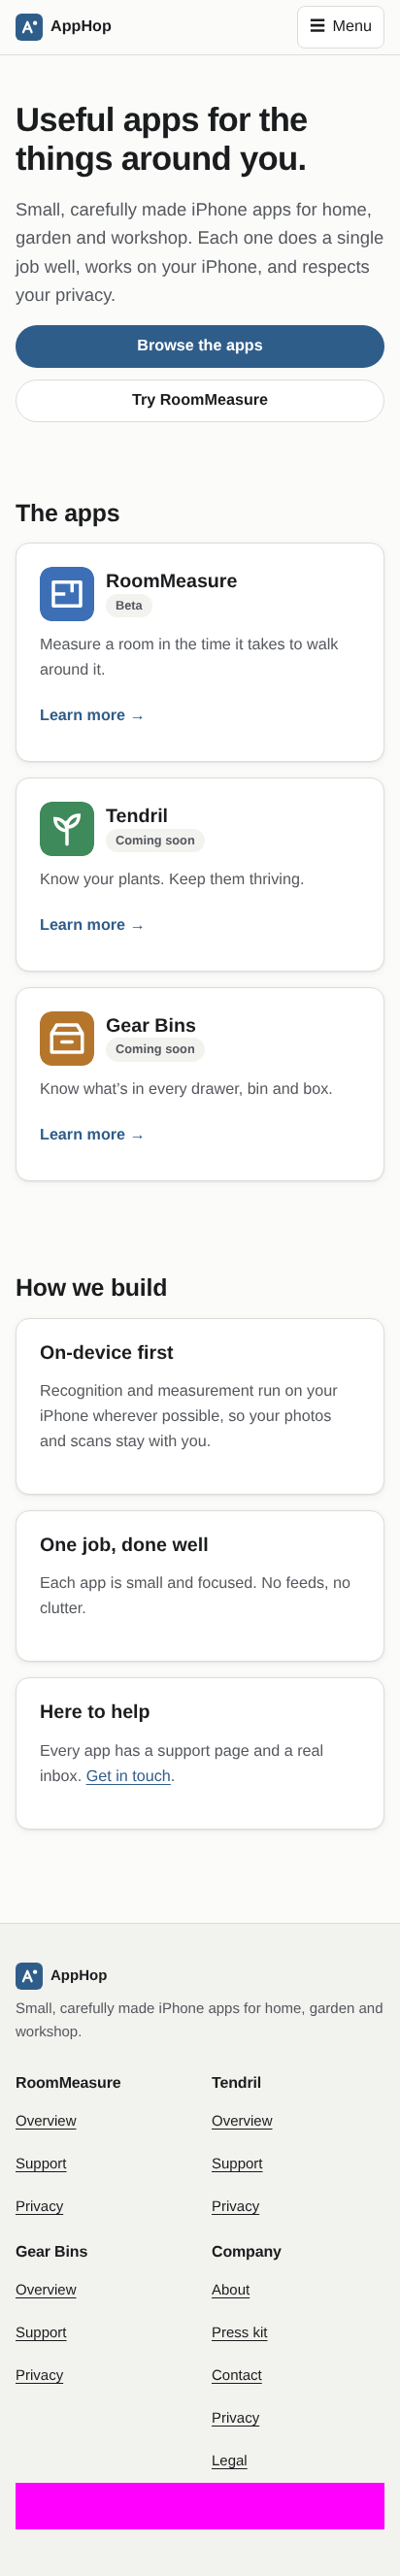 AppHop
☰ Menu
Useful apps for the
things around you.
Small, carefully made iPhone apps for home,
garden and workshop. Each one does a single
job well, works on your iPhone, and respects
your privacy.
Browse the apps
Try RoomMeasure
The apps
RoomMeasure
Beta
Measure a room in the time it takes to walk
around it.
Learn more →
Tendril
Coming soon
Know your plants. Keep them thriving.
Learn more →
Gear Bins
Coming soon
Know what’s in every drawer, bin and box.
Learn more →
How we build
On-device first
Recognition and measurement run on your
iPhone wherever possible, so your photos
and scans stay with you.
One job, done well
Each app is small and focused. No feeds, no
clutter.
Here to help
Every app has a support page and a real
inbox. Get in touch.
AppHop
Small, carefully made iPhone apps for home, garden and
workshop.
RoomMeasure
Overview
Support
Privacy
Tendril
Overview
Support
Privacy
Gear Bins
Overview
Support
Privacy
Company
About
Press kit
Contact
Privacy
Legal